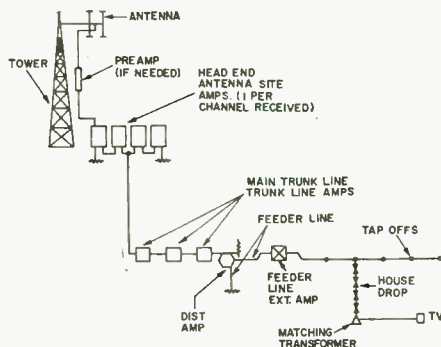 ANTENNA
PREAMP
(IF NEEDED)
TOWER
HEAD END
ANTENNA SITE
AMPS. (1 PER
CHANNEL RECEIVED)
MAIN TRUNK LINE
TRUNK LINE AMPS
FEEDER LINE
TAP OFFS
DIST
AMP
FEEDER
LINE
EXT. AMP
HOUSE
DROP
MATCHING
TRANSFORMER
TV